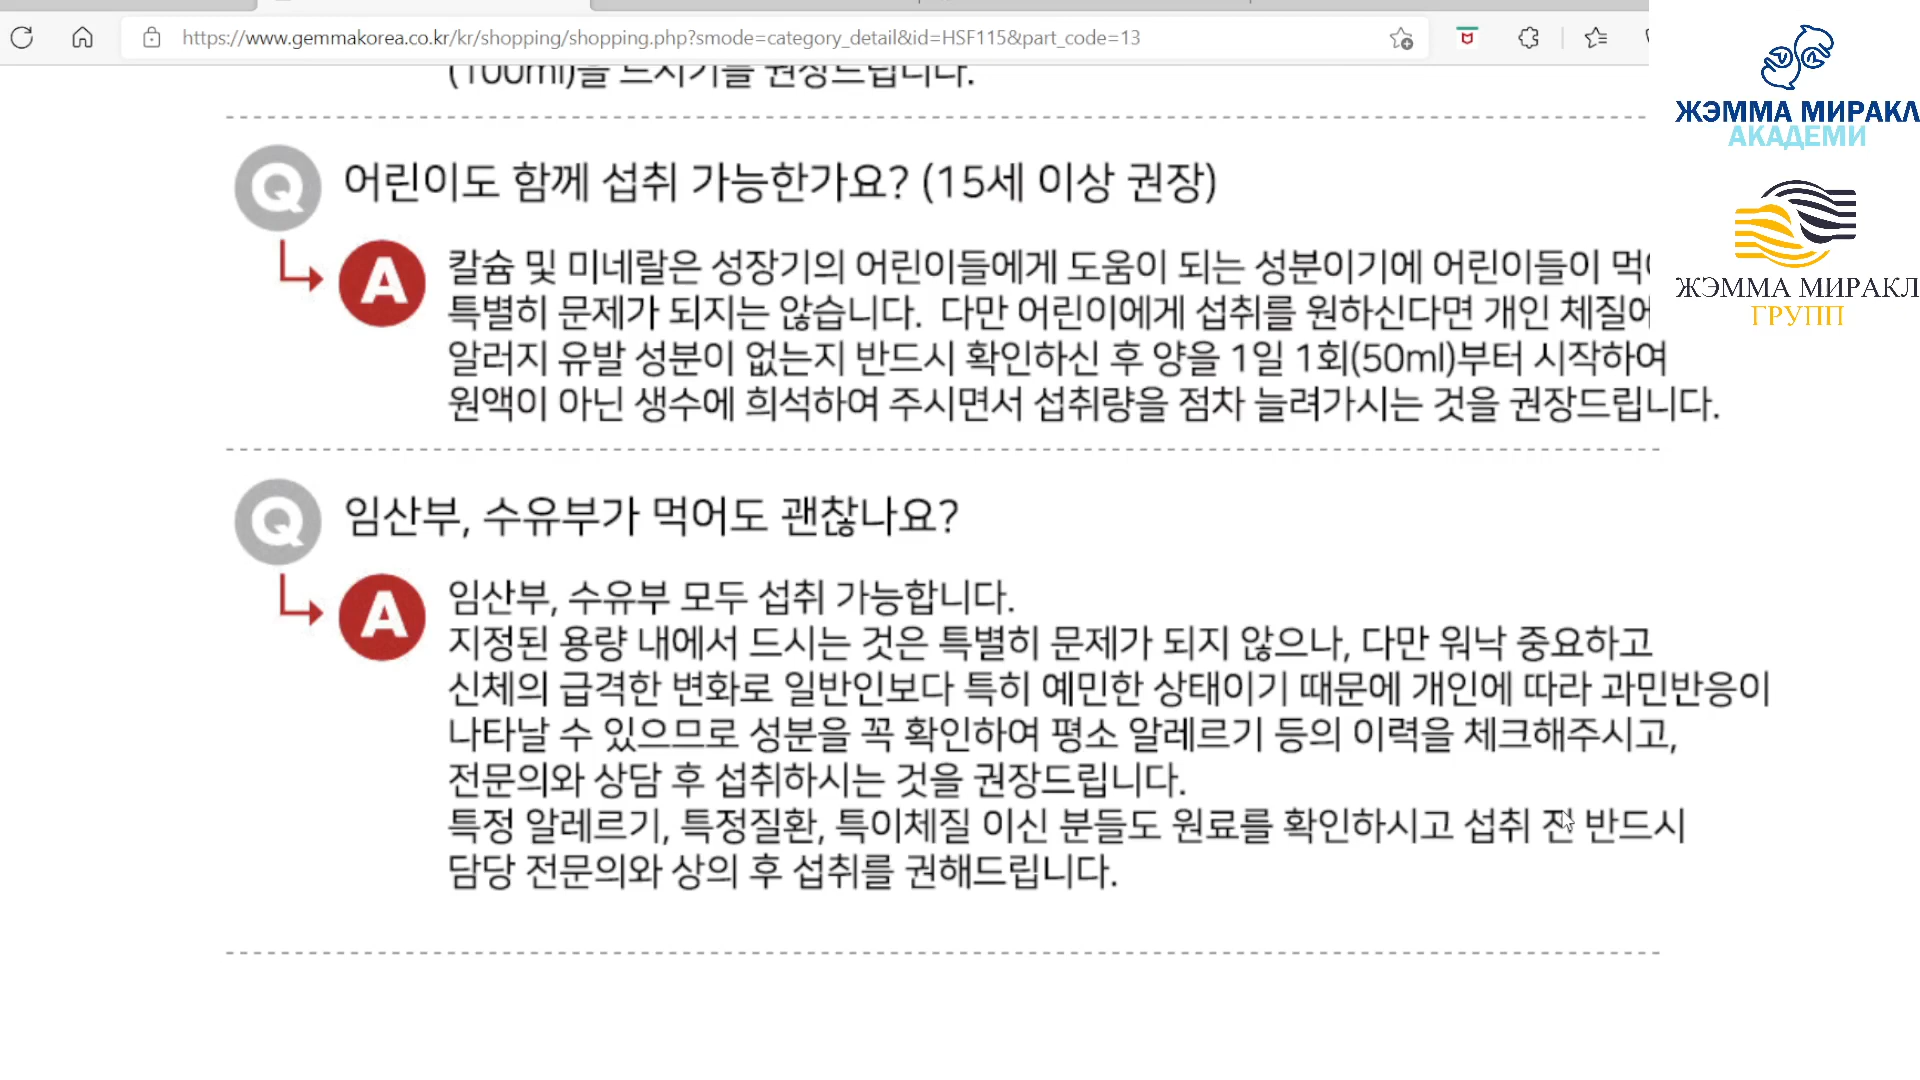 https://www.gemmakorea.co.kr/kr/shopping/shopping.php?smode=category_detail&id=HSF115&part_code=13
(100ml)을 드시기를 권장드립니다.
Q 어린이도 함께 섭취 가능한가요? (15세 이상 권장)
A 칼슘 및 미네랄은 성장기의 어린이들에게 도움이 되는 성분이기에 어린이들이
특별히 문제가 되지는 않습니다. 다만 어린이에게 섭취를 원하신다면 개인
알러지 유발 성분이 없는지 반드시 확인하신 후 양을 1일 1회(50ml)부터 시작하여
원액이 아닌 생수에 희석하여 주시면서 섭취량을 점차 늘려가시는 것을 권장드립니다.
Q 임산부, 수유부가 먹어도 괜찮나요?
A 임산부, 수유부 모두 섭취 가능합니다.
지정된 용량 내에서 드시는 것은 특별히 문제가 되지 않으나, 다만 워낙 중요하고
신체의 급격한 변화로 일반인보다 특히 예민한 상태이기 때문에 개인에 따라 과민반응이
나타날 수 있으므로 성분을 꼭 확인하여 평소 알레르기 등의 이력을 체크해주시고,
전문의와 상담 후 섭취하시는 것을 권장드립니다.
특정 알레르기, 특정질환, 특이체질 이신 분들도 원료를 확인하시고 섭취 전 반드시
담당 전문의와 상의 후 섭취를 권해드립니다.
ЖЭММА МИРАКЛ
АКАДЕМИ
ЖЭММА МИРАКЛ
ГРУПП